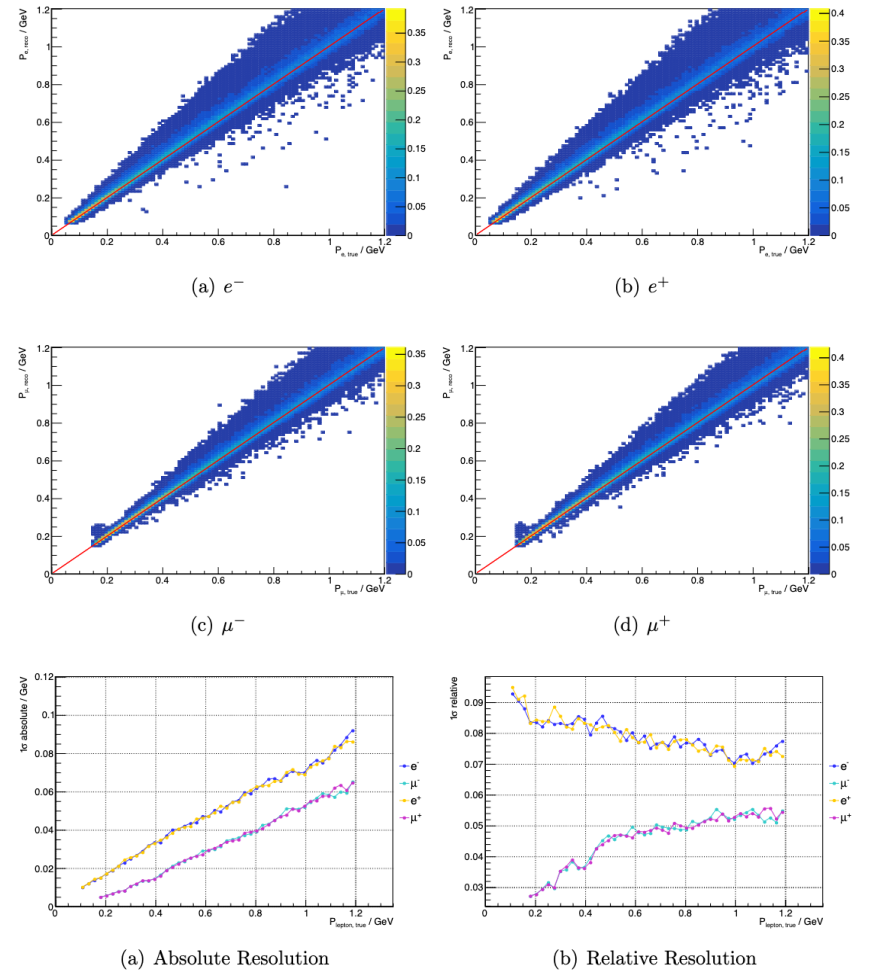 P_e, reco / GeV
1.2
1
0.8
0.6
0.4
0.2
0
0 0.2 0.4 0.6 0.8 1 1.2
P_e, true / GeV
0.35
0.3
0.25
0.2
0.15
0.1
0.05
0
(a) e−
P_e, reco / GeV
1.2
1
0.8
0.6
0.4
0.2
0
0 0.2 0.4 0.6 0.8 1 1.2
P_e, true / GeV
0.4
0.35
0.3
0.25
0.2
0.15
0.1
0.05
0
(b) e+
P_μ, reco / GeV
1.2
1
0.8
0.6
0.4
0.2
0
0 0.2 0.4 0.6 0.8 1 1.2
P_μ, true / GeV
0.35
0.3
0.25
0.2
0.15
0.1
0.05
0
(c) μ−
P_μ, reco / GeV
1.2
1
0.8
0.6
0.4
0.2
0
0 0.2 0.4 0.6 0.8 1 1.2
P_μ, true / GeV
0.4
0.35
0.3
0.25
0.2
0.15
0.1
0.05
0
(d) μ+
1σ absolute / GeV
0.12
0.1
0.08
0.06
0.04
0.02
0
0 0.2 0.4 0.6 0.8 1 1.2
P_lepton, true / GeV
e-
μ-
e+
μ+
(a) Absolute Resolution
1σ relative
0.09
0.08
0.07
0.06
0.05
0.04
0.03
0 0.2 0.4 0.6 0.8 1 1.2
P_lepton, true / GeV
e-
μ-
e+
μ+
(b) Relative Resolution